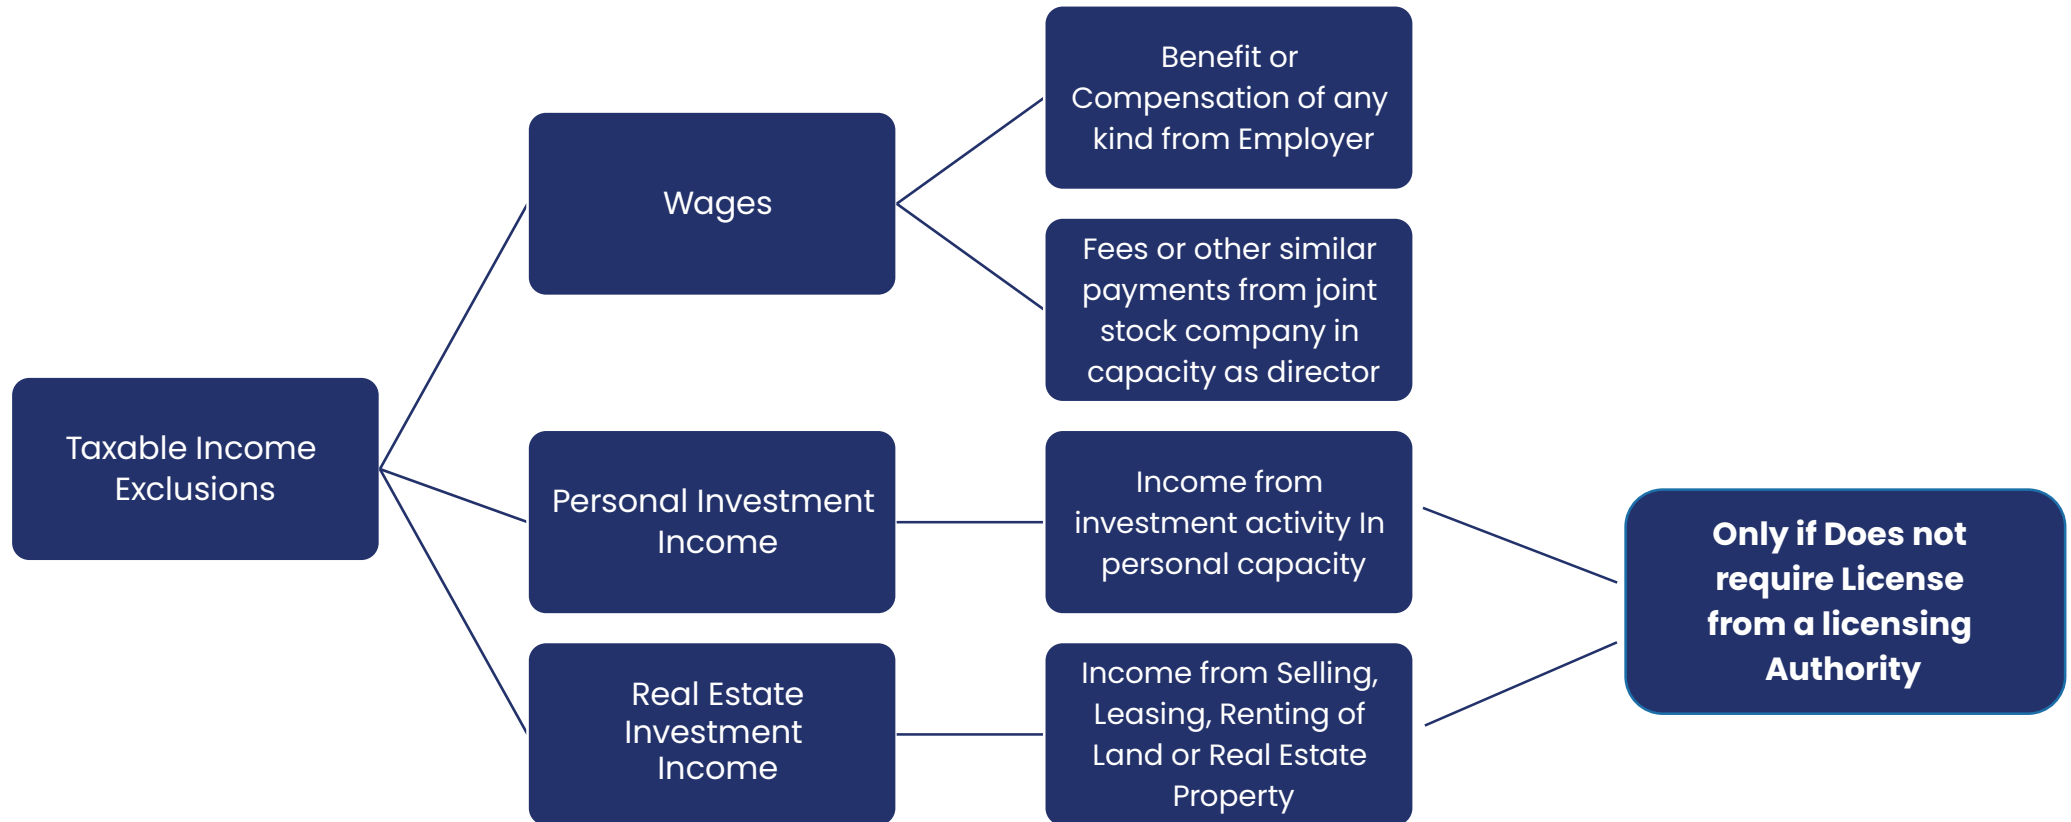 Taxable Income
Exclusions
Wages
Benefit or
Compensation of any
kind from Employer
Fees or other similar
payments from joint
stock company in
capacity as director
Personal Investment
Income
Income from
investment activity In
personal capacity
Real Estate
Investment
Income
Income from Selling,
Leasing, Renting of
Land or Real Estate
Property
Only if Does not
require License
from a licensing
Authority